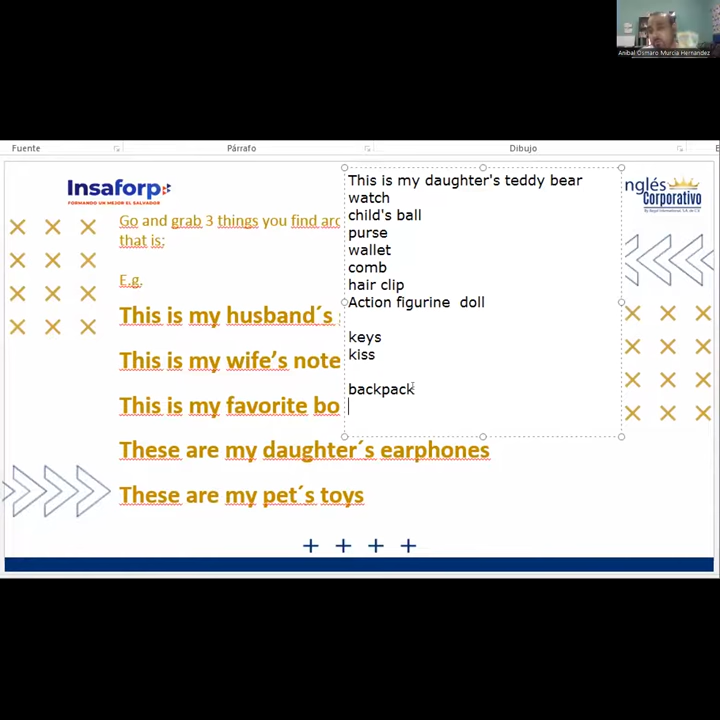 Anibal Osmaro Murcia Hernandez
Fuente
Párrafo
Dibujo
Insaforp
FORMANDO UN MEJOR EL SALVADOR
nglés
Corporativo
Go and grab 3 things you find
that is:
E.g.
This is my husband´s
This is my wife’s note
This is my favorite bo
These are my daughter´s earphones
These are my pet´s toys
This is my daughter's teddy bear
watch
child's ball
purse
wallet
comb
hair clip
Action figurine doll
keys
kiss
backpack